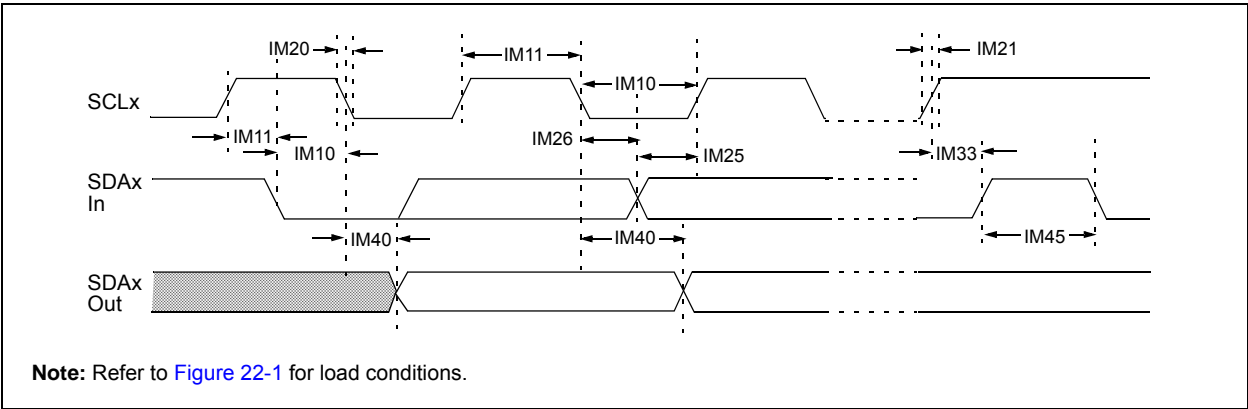 IM20
IM11
IM21
IM10
SCLx
IM11
IM26
IM10
IM25
IM33
SDAx
In
IM40
IM40
IM45
SDAx
Out
Note: Refer to Figure 22-1 for load conditions.